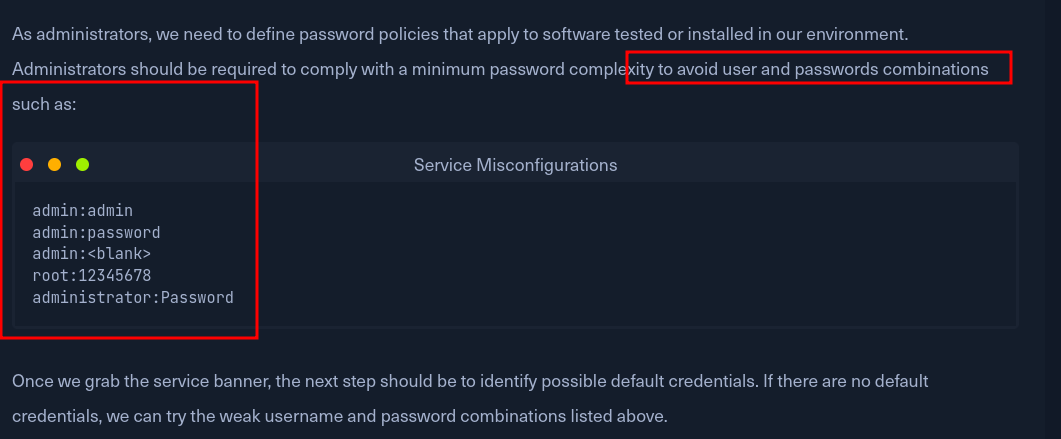 As administrators, we need to define password policies that apply to software tested or installed in our environment.
Administrators should be required to comply with a minimum password complexity to avoid user and passwords combinations
such as:
Service Misconfigurations
admin:admin
admin:password
admin:<blank>
root:12345678
administrator:Password
Once we grab the service banner, the next step should be to identify possible default credentials. If there are no default
credentials, we can try the weak username and password combinations listed above.